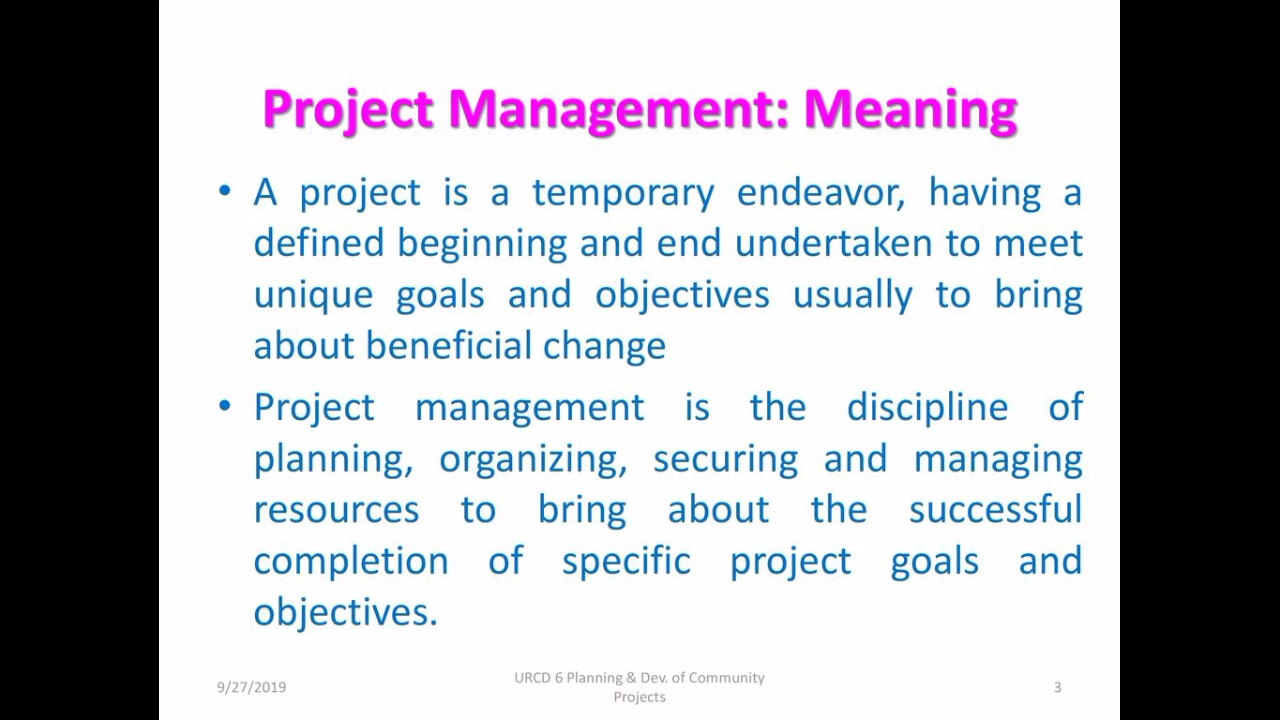 Project Management: Meaning
• A project is a temporary endeavor, having a
defined beginning and end undertaken to meet
unique goals and objectives usually to bring
about beneficial change
• Project management is the discipline of
planning, organizing, securing and managing
resources to bring about the successful
completion of specific project goals and
objectives.
9/27/2019
URCD 6 Planning & Dev. of Community
Projects
3